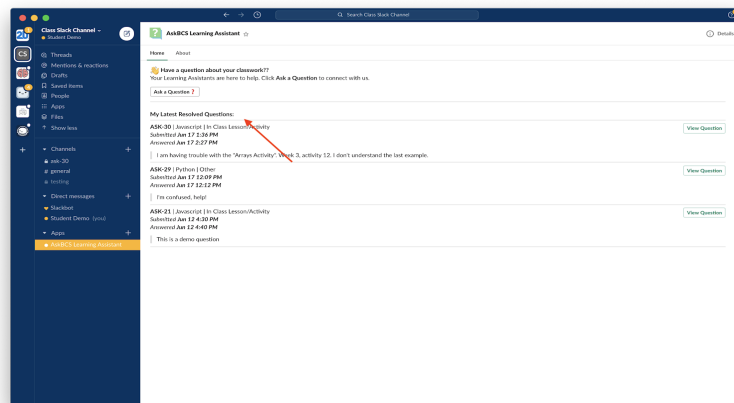 Search Class Slack Channel
Class Slack Channel
Student Demo
CS
Threads
Mentions & reactions
Drafts
Saved items
People
Apps
Files
Show less
Channels
ask-30
general
testing
Direct messages
Slackbot
Student Demo (you)
Apps
AskBCS Learning Assistant
AskBCS Learning Assistant
Details
Home About
Have a question about your classwork??
Your Learning Assistants are here to help. Click Ask a Question to connect with us.
Ask a Question ?
My Latest Resolved Questions:
ASK-30 | Javascript | In Class Lesson/Activity
Submitted Jun 17 1:36 PM
Answered Jun 17 2:27 PM
View Question
I am having trouble with the "Arrays Activity". Week 3, activity 12. I don't understand the last example.
ASK-29 | Python | Other
Submitted Jun 17 12:09 PM
Answered Jun 17 12:12 PM
View Question
I'm confused, help!
ASK-21 | Javascript | In Class Lesson/Activity
Submitted Jun 12 4:30 PM
Answered Jun 12 4:40 PM
View Question
This is a demo question